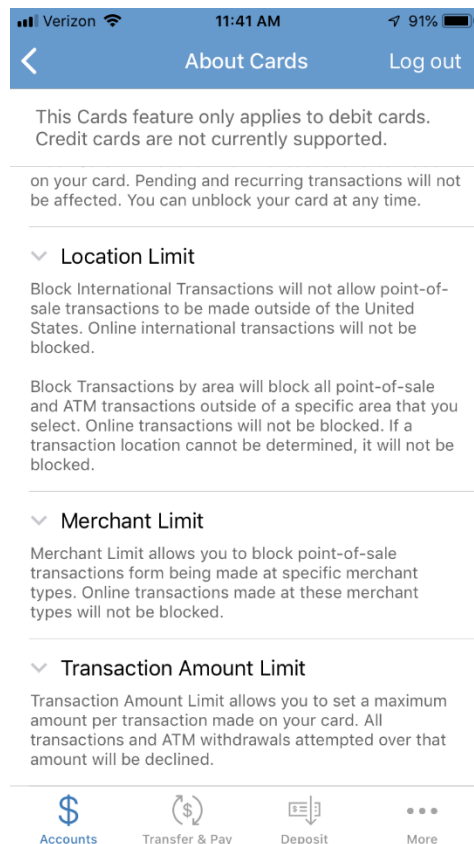 Verizon 11:41 AM 91%
About Cards Log out
This Cards feature only applies to debit cards.
Credit cards are not currently supported.
on your card. Pending and recurring transactions will not
be affected. You can unblock your card at any time.
Location Limit
Block International Transactions will not allow point-of-
sale transactions to be made outside of the United
States. Online international transactions will not be
blocked.
Block Transactions by area will block all point-of-sale
and ATM transactions outside of a specific area that you
select. Online transactions will not be blocked. If a
transaction location cannot be determined, it will not be
blocked.
Merchant Limit
Merchant Limit allows you to block point-of-sale
transactions form being made at specific merchant
types. Online transactions made at these merchant
types will not be blocked.
Transaction Amount Limit
Transaction Amount Limit allows you to set a maximum
amount per transaction made on your card. All
transactions and ATM withdrawals attempted over that
amount will be declined.
Accounts Transfer & Pay Deposit More